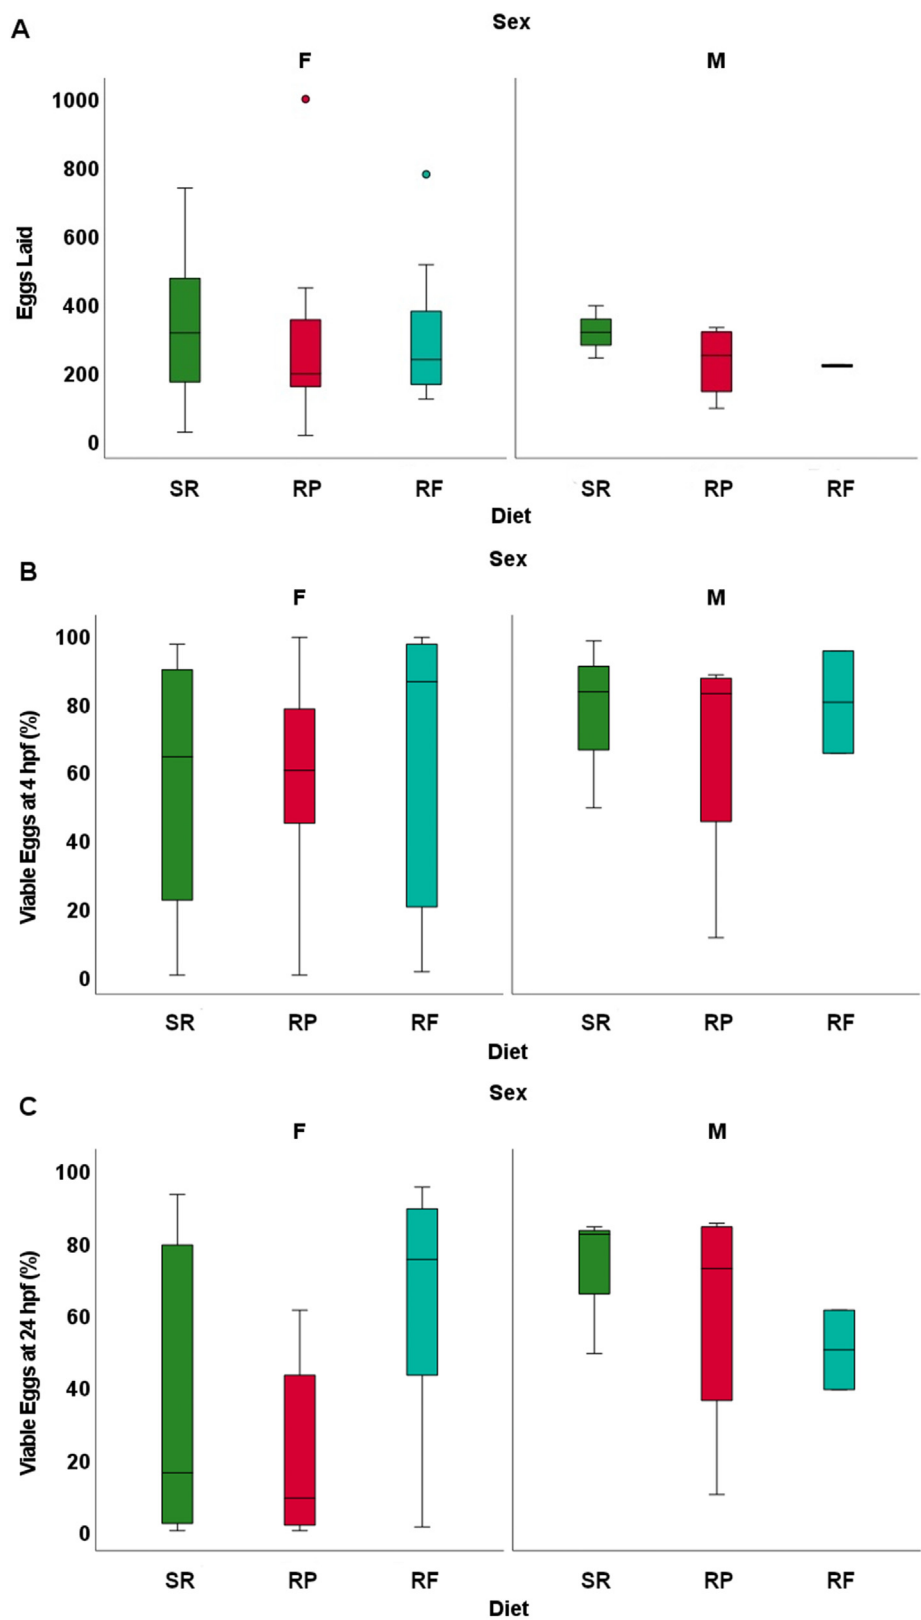 A
Sex
F M
Eggs Laid
1000
800
600
400
200
0
SR RP RF SR RP RF
Diet
B
Sex
F M
Viable Eggs at 4 hpf (%)
100
80
60
40
20
0
SR RP RF SR RP RF
Diet
C
Sex
F M
Viable Eggs at 24 hpf (%)
100
80
60
40
20
0
SR RP RF SR RP RF
Diet